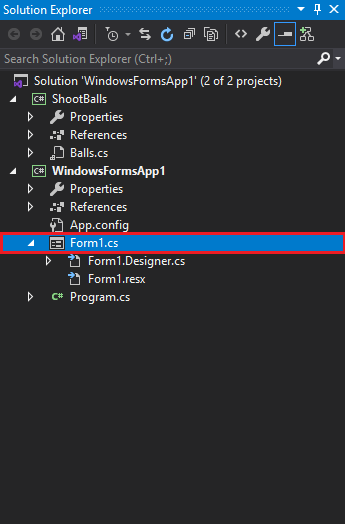 Solution Explorer
Search Solution Explorer (Ctrl+;)
Solution 'WindowsFormsApp1' (2 of 2 projects)
C# ShootBalls
Properties
References
Balls.cs
C# WindowsFormsApp1
Properties
References
App.config
Form1.cs
Form1.Designer.cs
Form1.resx
C# Program.cs